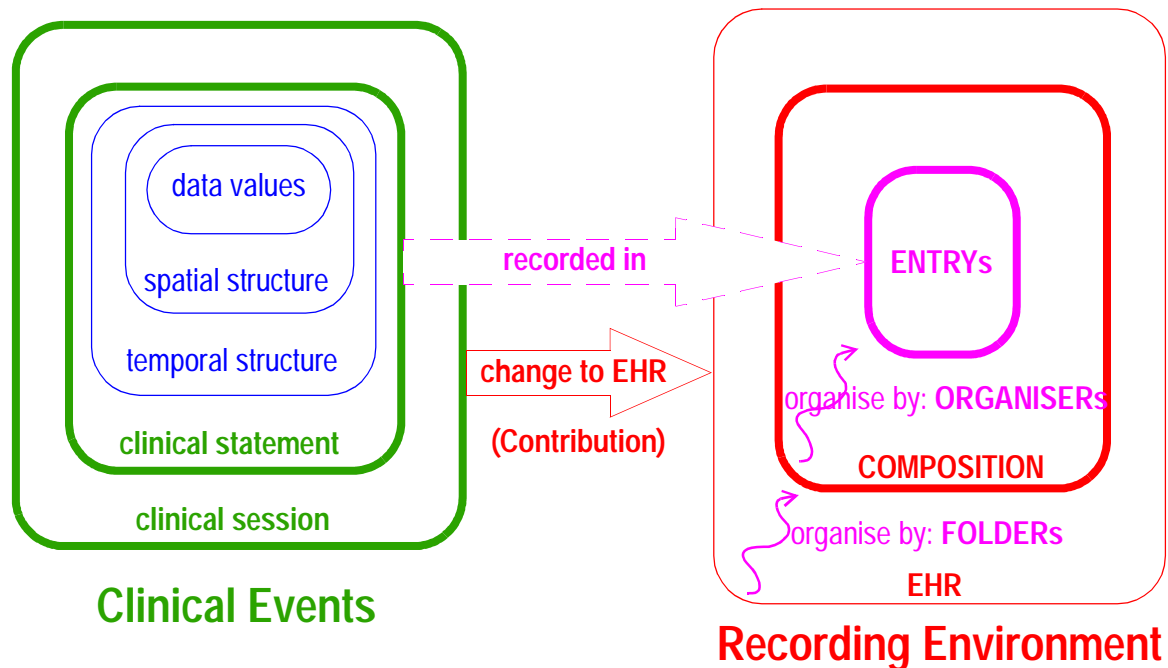 data values
spatial structure
temporal structure
clinical statement
clinical session
Clinical Events
recorded in
change to EHR
(Contribution)
ENTRYs
organise by: ORGANISERs
COMPOSITION
organise by: FOLDERs
EHR
Recording Environment